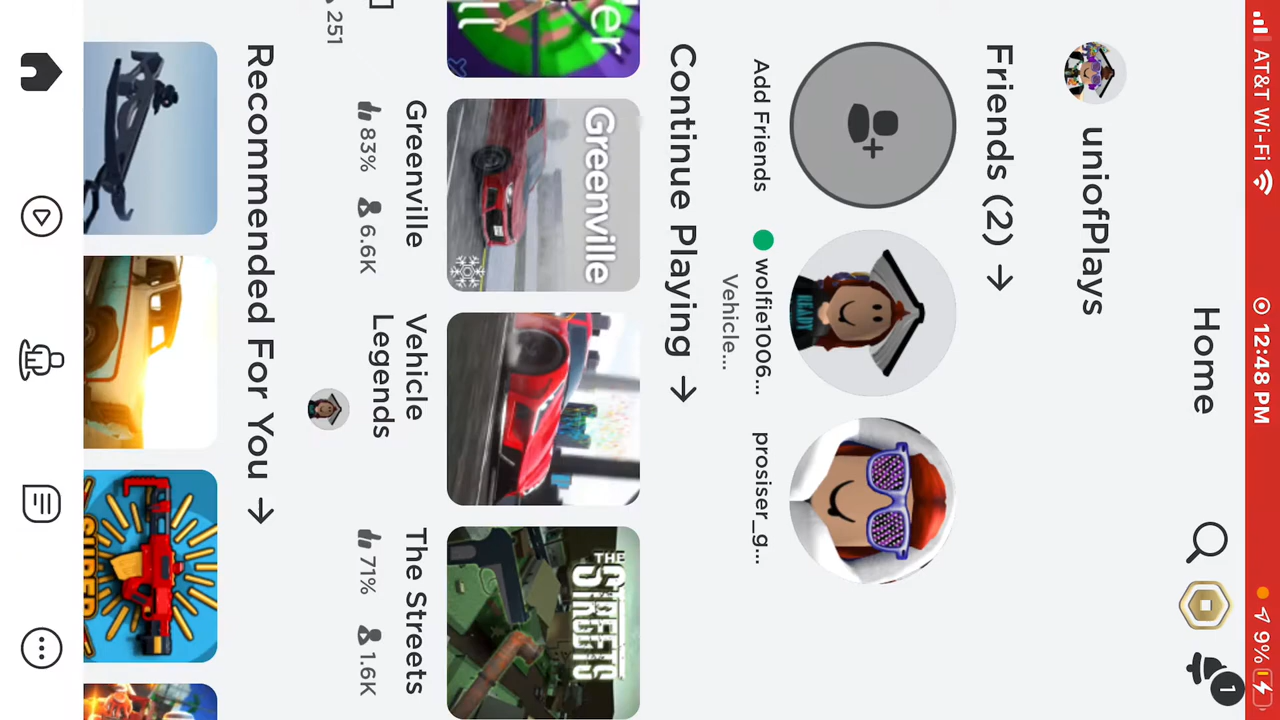 AT&T Wi-Fi 12:48 PM 9%
Home
1
uniofPlays
Friends (2) →
Add Friends
wolfie1006...
Vehicle...
prosiser_g...
Continue Playing →
Greenville
THE
STREETS
251
Greenville
83% 6.6K
Vehicle
Legends
The Streets
71% 1.6K
Recommended For You →
SUPER